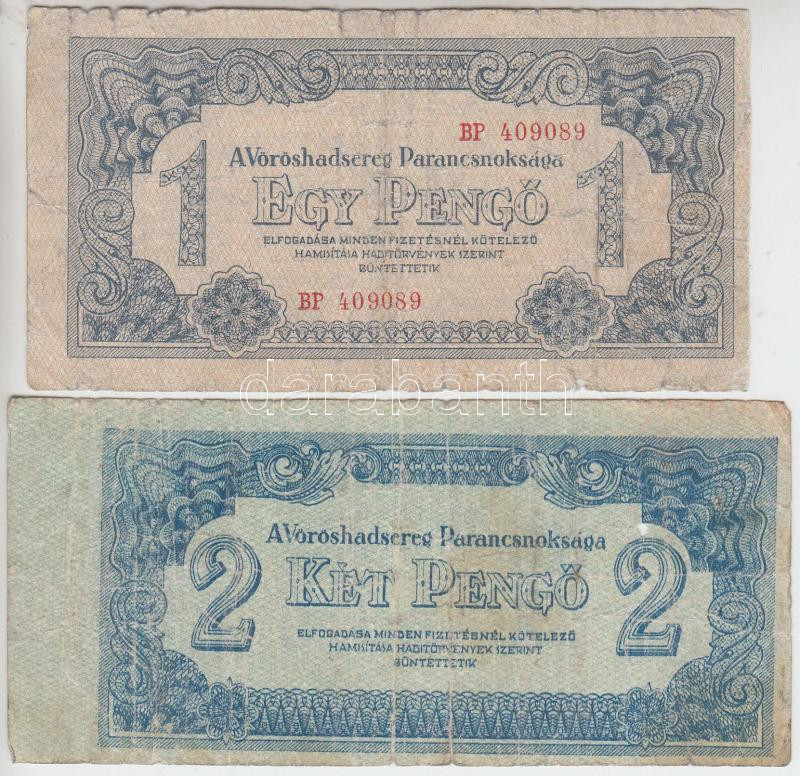 BP 409089
A Vöröshadsereg Parancsnoksága
1 EGY PENGŐ 1
ELFOGADÁSA MINDEN FIZETÉSNÉL KÖTELEZŐ
HAMISÍTÁSA HADITÖRVÉNYEK SZERINT
BÜNTETTETIK
BP 409089
darabanth
A Vöröshadsereg Parancsnoksága
2 KÉT PENGŐ 2
ELFOGADÁSA MINDEN FIZETÉSNÉL KÖTELEZŐ
HAMISÍTÁSA HADITÖRVÉNYEK SZERINT
BÜNTETTETIK